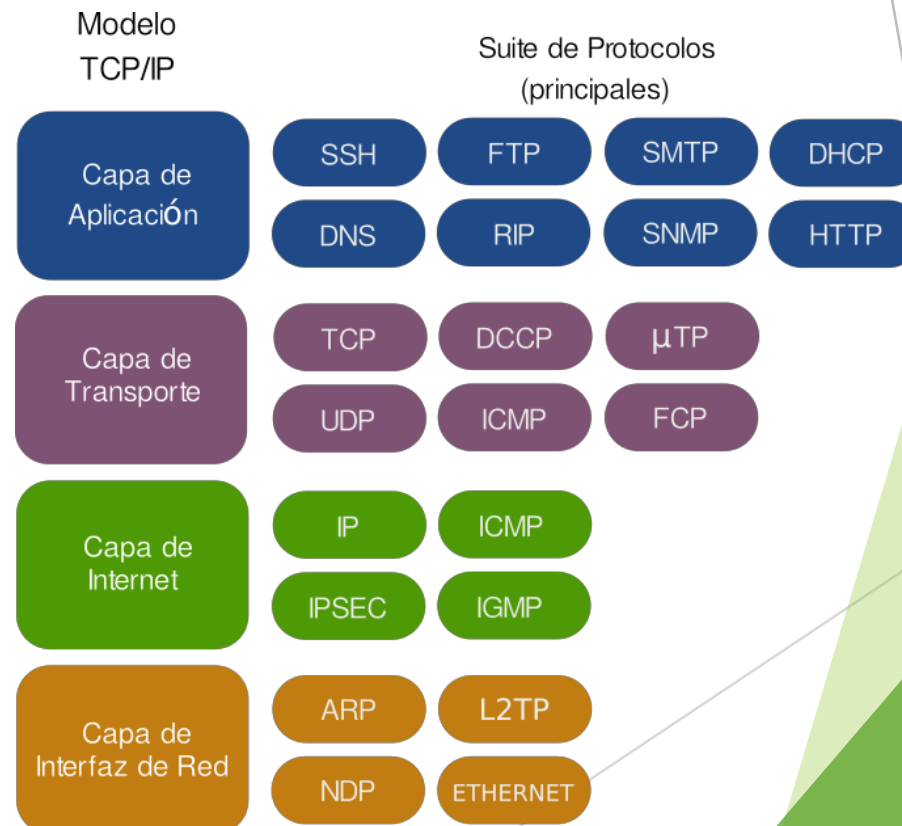 Modelo
TCP/IP
Suite de Protocolos
(principales)
Capa de
Aplicación
SSH
FTP
SMTP
DHCP
DNS
RIP
SNMP
HTTP
Capa de
Transporte
TCP
DCCP
µTP
UDP
ICMP
FCP
Capa de
Internet
IP
ICMP
IPSEC
IGMP
Capa de
Interfaz de Red
ARP
L2TP
NDP
ETHERNET